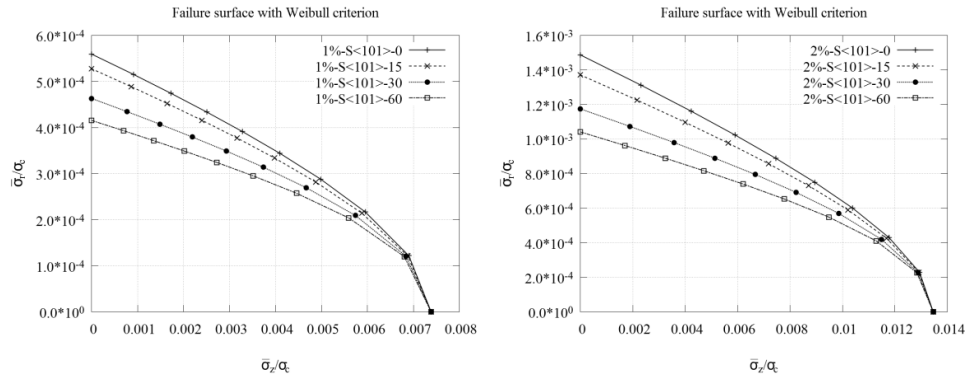 Failure surface with Weibull criterion
6.0*10⁻⁴
5.0*10⁻⁴
4.0*10⁻⁴
3.0*10⁻⁴
2.0*10⁻⁴
1.0*10⁻⁴
0.0*10⁰
σ̅r/σc
1%-S<101>-0
1%-S<101>-15
1%-S<101>-30
1%-S<101>-60
0 0.001 0.002 0.003 0.004 0.005 0.006 0.007 0.008
σ̅z/σc
Failure surface with Weibull criterion
1.6*10⁻³
1.4*10⁻³
1.2*10⁻³
1.0*10⁻³
8.0*10⁻⁴
6.0*10⁻⁴
4.0*10⁻⁴
2.0*10⁻⁴
0.0*10⁰
σ̅r/σc
2%-S<101>-0
2%-S<101>-15
2%-S<101>-30
2%-S<101>-60
0 0.002 0.004 0.006 0.008 0.01 0.012 0.014
σ̅z/σc